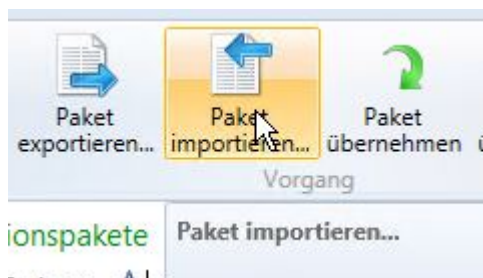 Paket exportieren...
Paket importieren...
Paket übernehmen
Vorgang
ionspakete
Paket importieren...